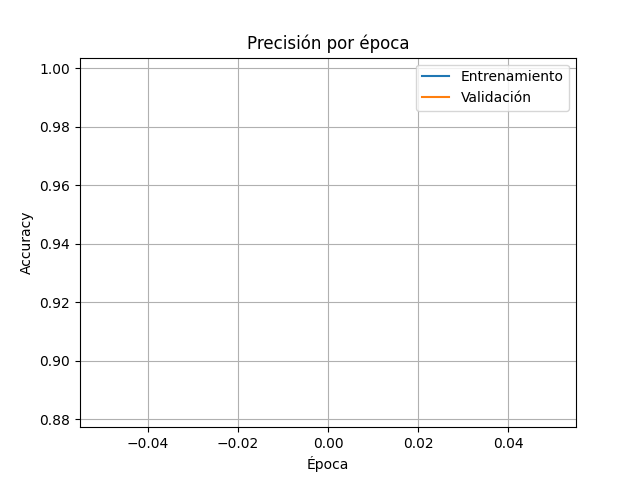 Precisión por época
Entrenamiento
Validación
Accuracy
1.00
0.98
0.96
0.94
0.92
0.90
0.88
−0.04 −0.02 0.00 0.02 0.04
Época